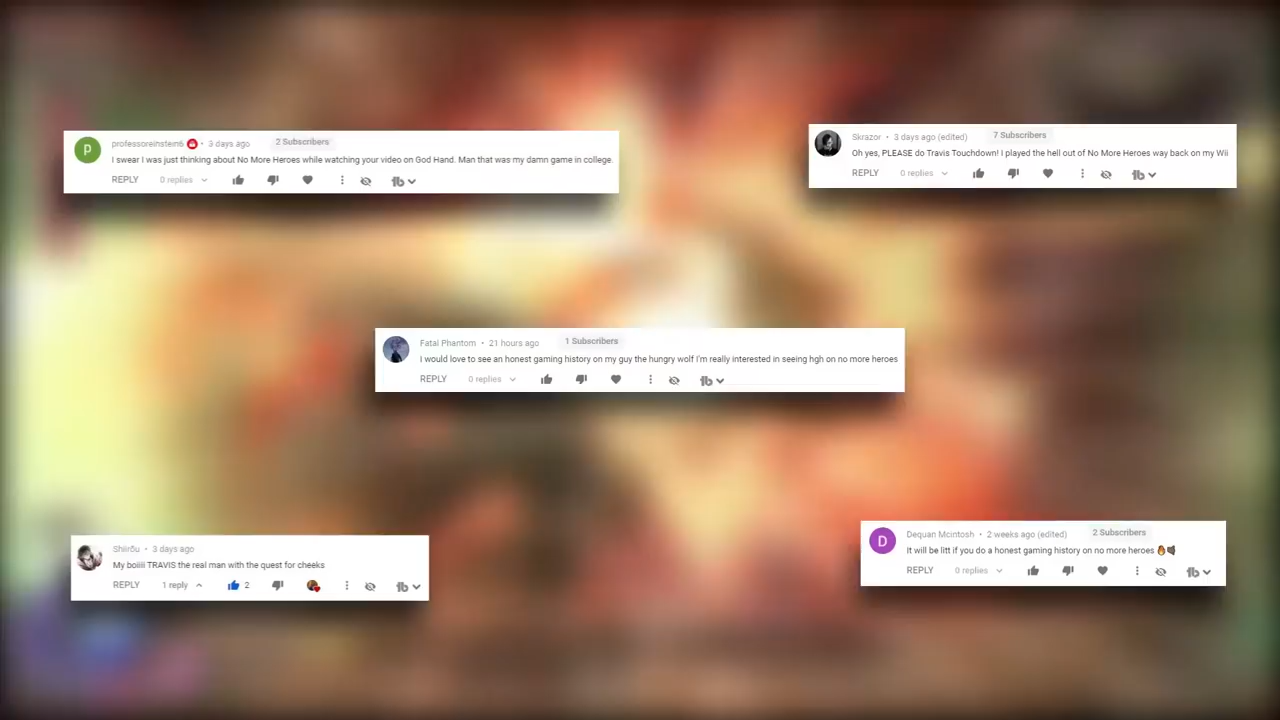 professoreinstein6 • 3 days ago 2 Subscribers
I swear I was just thinking about No More Heroes while watching your video on God Hand. Man that was my damn game in college.
REPLY 0 replies
Skrazor • 3 days ago (edited) 7 Subscribers
Oh yes, PLEASE do Travis Touchdown! I played the hell out of No More Heroes way back on my Wii
REPLY 0 replies
Fatal Phantom • 21 hours ago 1 Subscribers
I would love to see an honest gaming history on my guy the hungry wolf I'm really interested in seeing hgh on no more heroes
REPLY 0 replies
Shiirōu • 3 days ago
My boiiii TRAVIS the real man with the quest for cheeks
REPLY 1 reply 2
D
Dequan Mcintosh • 2 weeks ago (edited) 2 Subscribers
It will be litt if you do a honest gaming history on no more heroes
REPLY 0 replies